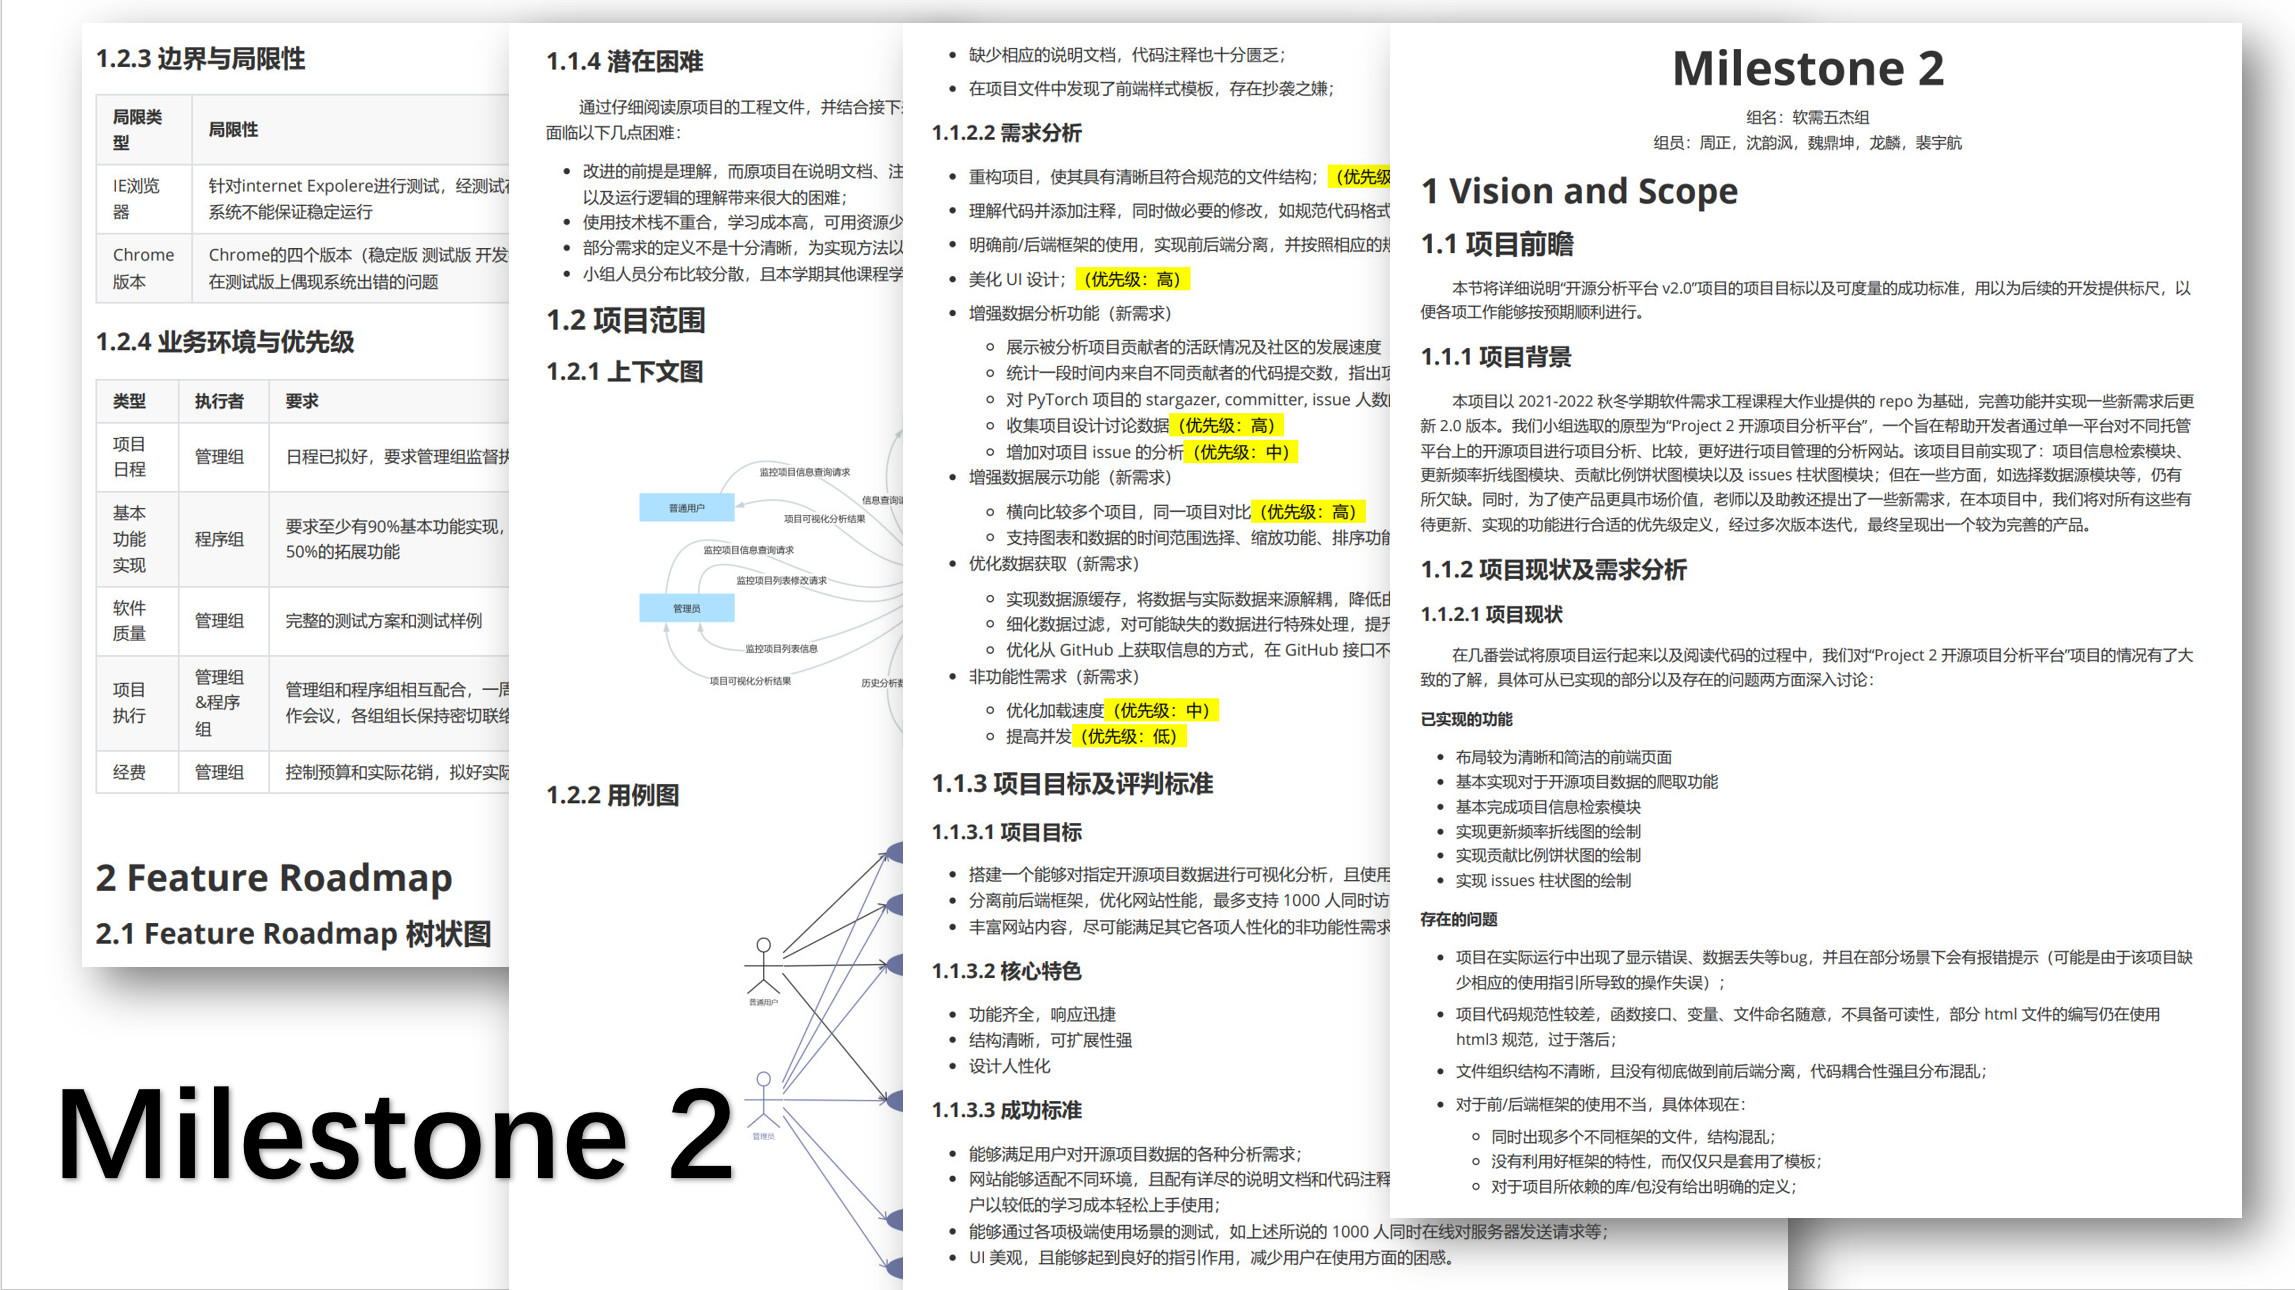 1.2.3 边界与局限性
局限类
型
局限性
IE浏览
器
针对internet Expolere进行测试，经测试
系统不能保证稳定运行
Chrome
版本
Chrome的四个版本（稳定版 测试版 开发
在测试版上偶现系统出错的问题
1.2.4 业务环境与优先级
类型
执行者
要求
项目
日程
管理组
日程已拟好，要求管理组监督
基本
功能
实现
程序组
要求至少有90%基本功能实现，
50%的拓展功能
软件
质量
管理组
完整的测试方案和测试样例
项目
执行
管理组
&程序
组
管理组和程序组相互配合，一
作会议，各组组长保持密切联
经费
管理组
控制预算和实际花销，拟好实
2 Feature Roadmap
2.1 Feature Roadmap 树状图
Milestone 2
1.1.4 潜在困难
通过仔细阅读原项目的工程文件，并结合接下
面临以下几点困难：
改进的前提是理解，而原项目在说明文档、注
以及运行逻辑的理解带来很大的困难；
使用技术栈不重合，学习成本高，可用资源少
部分需求的定义不是十分清晰，为实现方法以
小组人员分布比较分散，且本学期其他课程学
1.2 项目范围
1.2.1 上下文图
监控项目信息查询请求
普通用户
信息查询
项目可视化分析结果
监控项目信息查询请求
监控项目列表修改请求
管理员
监控项目列表信息
项目可视化分析结果
历史分析
1.2.2 用例图
普通用户
管理员
缺少相应的说明文档，代码注释也十分匮乏；
在项目文件中发现了前端样式模板，存在抄袭之嫌；
1.1.2.2 需求分析
重构项目，使其具有清晰且符合规范的文件结构；（优先级
理解代码并添加注释，同时做必要的修改，如规范代码格式
明确前/后端框架的使用，实现前后端分离，并按照相应的
美化 UI 设计；（优先级：高）
增强数据分析功能（新需求）
展示被分析项目贡献者的活跃情况及社区的发展速度
统计一段时间内来自不同贡献者的代码提交数，指出
对 PyTorch 项目的 stargazer, committer, issue 人数
收集项目设计讨论数据（优先级：高）
增加对项目 issue 的分析（优先级：中）
增强数据展示功能（新需求）
横向比较多个项目，同一项目对比（优先级：高）
支持图表和数据的时间范围选择、缩放功能、排序功
优化数据获取（新需求）
实现数据源缓存，将数据与实际数据来源解耦，降低
细化数据过滤，对可能缺失的数据进行特殊处理，提
优化从 GitHub 上获取信息的方式，在 GitHub 接口不
非功能性需求（新需求）
优化加载速度（优先级：中）
提高并发（优先级：低）
1.1.3 项目目标及评判标准
1.1.3.1 项目目标
搭建一个能够对指定开源项目数据进行可视化分析，且使用
分离前后端框架，优化网站性能，最多支持 1000 人同时访
丰富网站内容，尽可能满足其它各项人性化的非功能性需求
1.1.3.2 核心特色
功能齐全，响应迅捷
结构清晰，可扩展性强
设计人性化
1.1.3.3 成功标准
能够满足用户对开源项目数据的各种分析需求；
网站能够适配不同环境，且配有详尽的说明文档和代码注释
户以较低的学习成本轻松上手使用；
能够通过各项极端使用场景的测试，如上述所说的 1000 人同时在线对服务器发送请求等；
UI 美观，且能够起到良好的指引作用，减少用户在使用方面的困惑。
Milestone 2
组名：软需五杰组
组员：周正，沈韵沨，魏鼎坤，龙麟，裴宇航
1 Vision and Scope
1.1 项目前瞻
本节将详细说明“开源分析平台 v2.0”项目的项目目标以及可度量的成功标准，用以为后续的开发提供标尺，以
便各项工作能够按预期顺利进行。
1.1.1 项目背景
本项目以 2021-2022 秋冬学期软件需求工程课程大作业提供的 repo 为基础，完善功能并实现一些新需求后更
新 2.0 版本。我们小组选取的原型为“Project 2 开源项目分析平台”，一个旨在帮助开发者通过单一平台对不同托管
平台上的开源项目进行项目分析、比较，更好进行项目管理的分析网站。该项目目前实现了：项目信息检索模块、
更新频率折线图模块、贡献比例饼状图模块以及 issues 柱状图模块；但在一些方面，如选择数据源模块等，仍有
所欠缺。同时，为了使产品更具市场价值，老师以及助教还提出了一些新需求，在本项目中，我们将对所有这些有
待更新、实现的功能进行合适的优先级定义，经过多次版本迭代，最终呈现出一个较为完善的产品。
1.1.2 项目现状及需求分析
1.1.2.1 项目现状
在几番尝试将原项目运行起来以及阅读代码的过程中，我们对“Project 2 开源项目分析平台”项目的情况有了大
致的了解，具体可从已实现的部分以及存在的问题两方面深入讨论：
已实现的功能
布局较为清晰和简洁的前端页面
基本实现对于开源项目数据的爬取功能
基本完成项目信息检索模块
实现更新频率折线图的绘制
实现贡献比例饼状图的绘制
实现 issues 柱状图的绘制
存在的问题
项目在实际运行中出现了显示错误、数据丢失等bug，并且在部分场景下会有报错提示（可能是由于该项目缺
少相应的使用指引所导致的操作失误）；
项目代码规范性较差，函数接口、变量、文件命名随意，不具备可读性，部分 html 文件的编写仍在使用
html3 规范，过于落后；
文件组织结构不清晰，且没有彻底做到前后端分离，代码耦合性强且分布混乱；
对于前/后端框架的使用不当，具体体现在：
同时出现多个不同框架的文件，结构混乱；
没有利用好框架的特性，而仅仅只是套用了模板；
对于项目所依赖的库/包没有给出明确的定义；